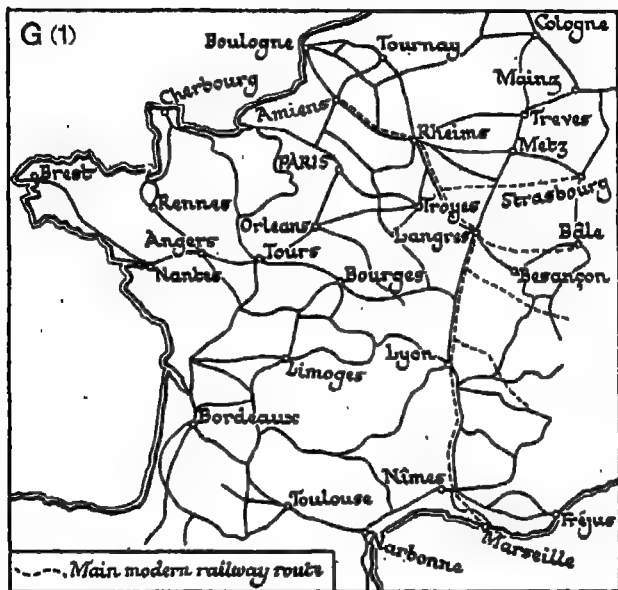 G (1)
Cologne
Boulogne
Tournay
Cherbourg
Mainz
Amiens
Treves
Rheims
Metz
Brest
PARIS
Strasbourg
Rennes
Troyes
Orleans
Langres
Bâle
Angers
Tours
Besançon
Nantes
Bourges
Lyon
Limoges
Bordeaux
Nîmes
Toulouse
Fréjus
Narbonne
Marseille
Main modern railway route